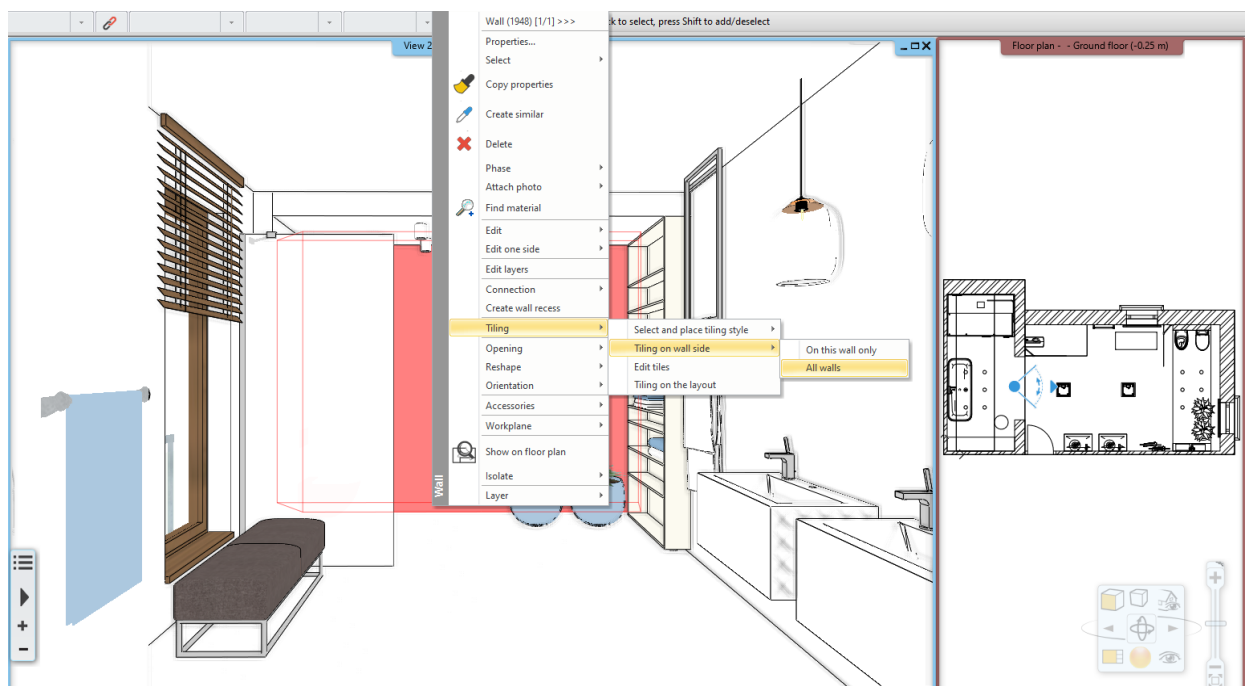 Wall (1948) [1/1] >>>
k to select, press Shift to add/deselect
View 2
Floor plan - - Ground floor (-0.25 m)
Properties...
Select
Copy properties
Create similar
Delete
Phase
Attach photo
Find material
Edit
Edit one side
Edit layers
Connection
Create wall recess
Tiling
Opening
Reshape
Orientation
Accessories
Workplane
Show on floor plan
Isolate
Layer
Wall
Select and place tiling style
Tiling on wall side
Edit tiles
Tiling on the layout
On this wall only
All walls